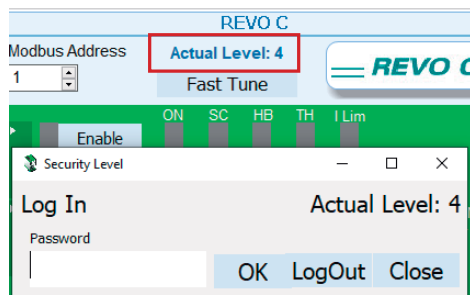 REVO C
Modbus Address
Actual Level: 4
1
Fast Tune
REVO C
ON SC HB TH I Lim
Enable
Security Level
Log In
Actual Level: 4
Password
OK
LogOut
Close